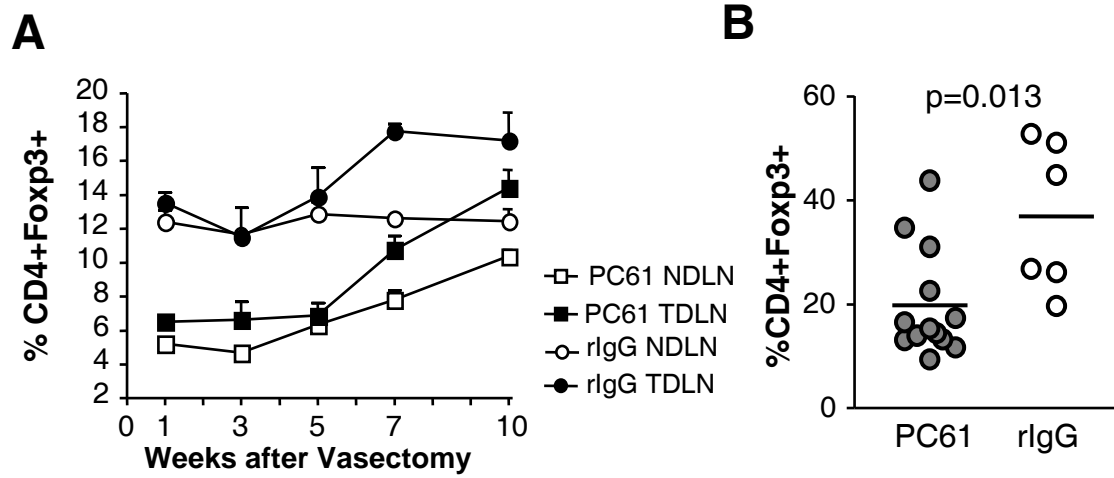 A
B
% CD4+Foxp3+
20
18
16
14
12
10
8
6
4
2
0 1 3 5 7 10
Weeks after Vasectomy
PC61 NDLN
PC61 TDLN
rIgG NDLN
rIgG TDLN
%CD4+Foxp3+
60
40
20
0
p=0.013
PC61 rIgG